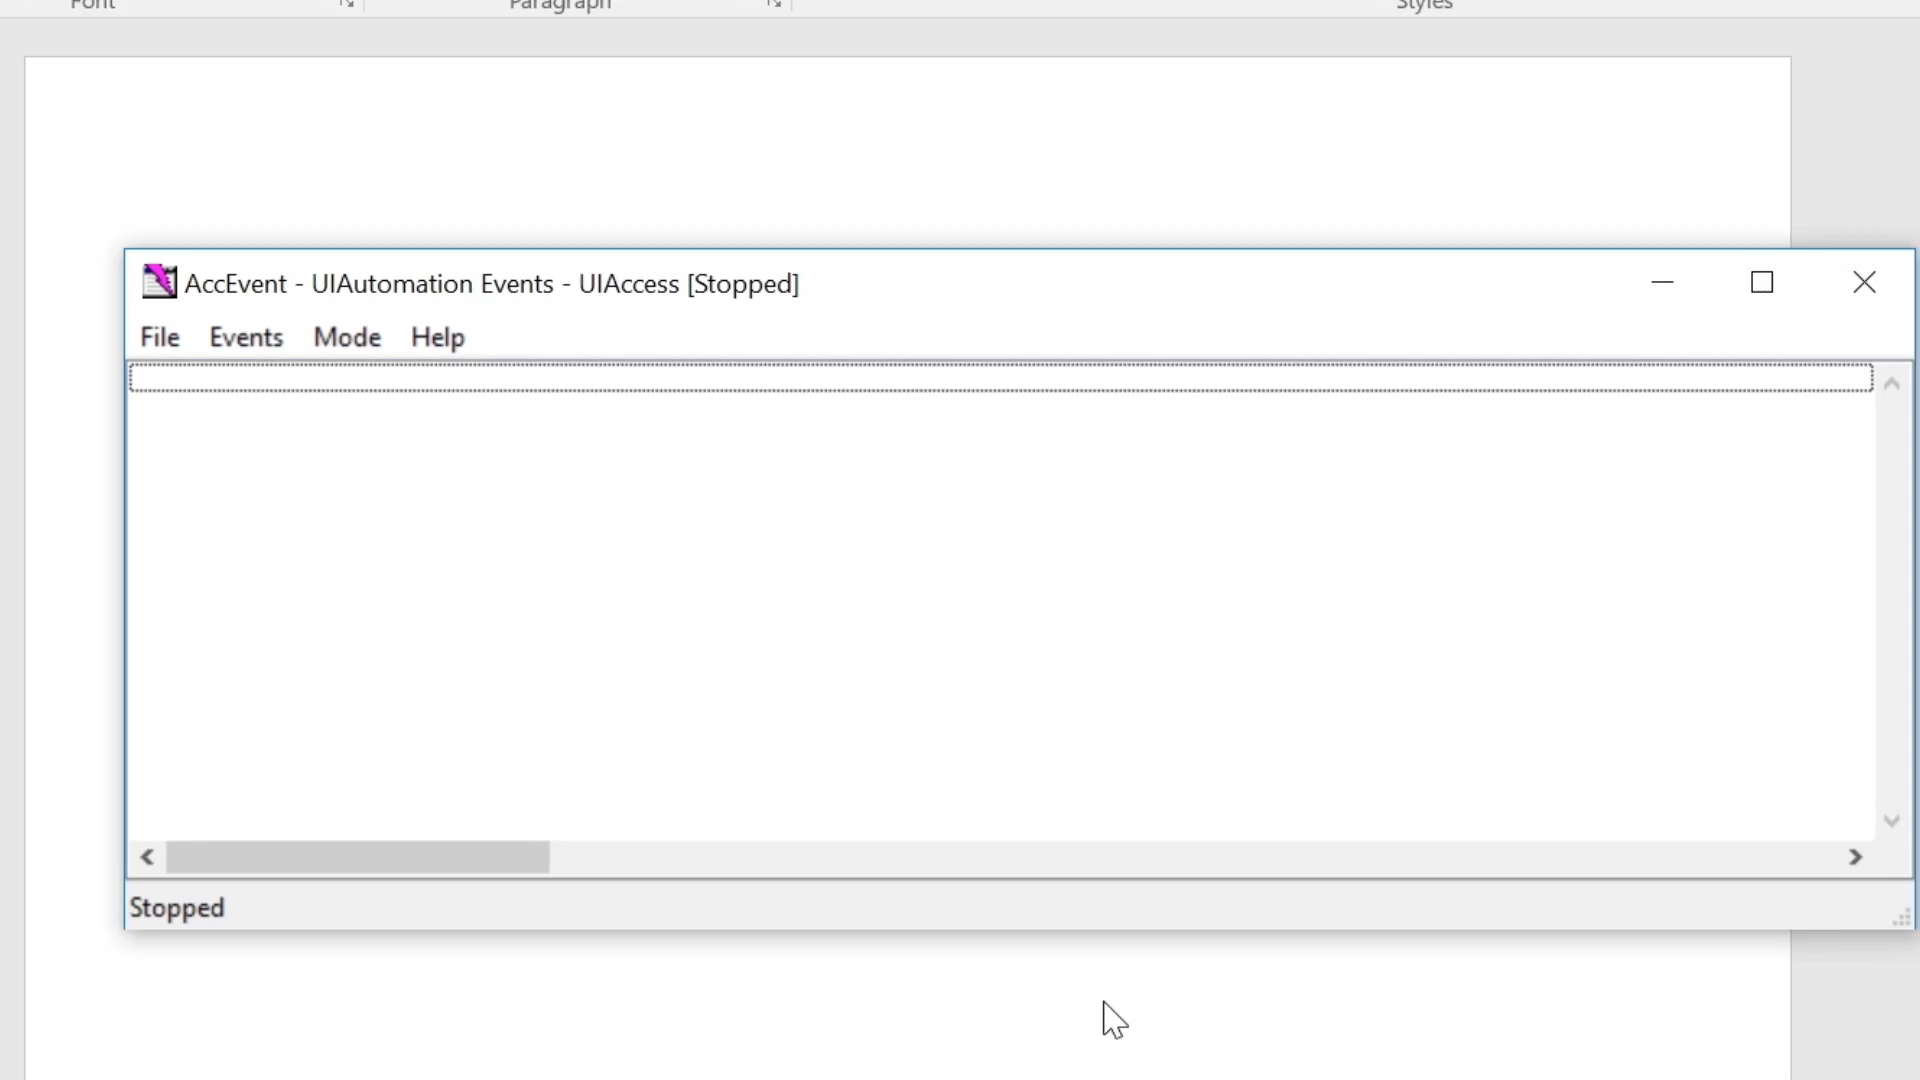 Font Paragraph Styles
AccEvent - UIAutomation Events - UIAccess [Stopped]
File Events Mode Help
Stopped